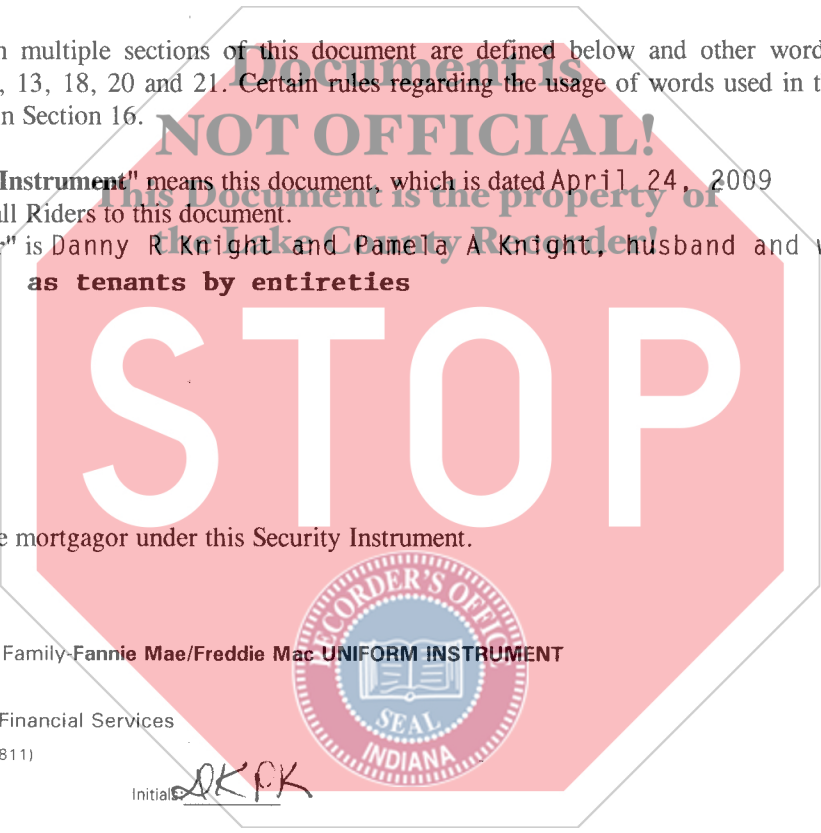 n multiple sections of this document are defined below and other word
, 13, 18, 20 and 21. Certain rules regarding the usage of words used in t
n Section 16.
Document is
NOT OFFICIAL!
This Document is the property of
the Lake County Recorder!
Instrument" means this document, which is dated April 24, 2009
all Riders to this document.
r" is Danny R Knight and Pamela A Knight, husband and w
as tenants by entireties
STOP
e mortgagor under this Security Instrument.
RECORDER'S OFFICE
SEAL
INDIANA
Family-Fannie Mae/Freddie Mac UNIFORM INSTRUMENT
Financial Services
811)
Initials: DK PK